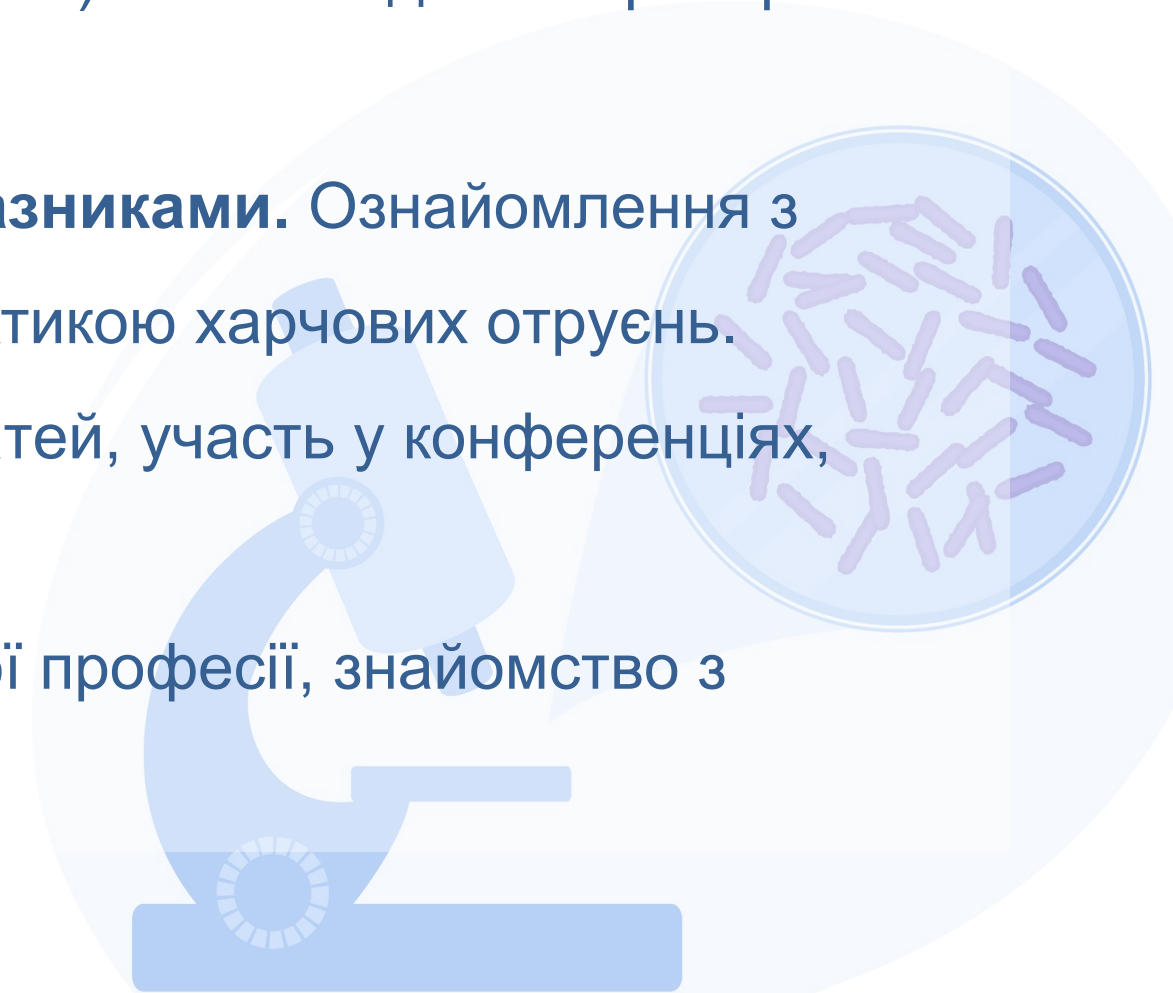 азниками. Ознайомлення з
тикою харчових отруєнь.
тей, участь у конференціях,
ї професії, знайомство з